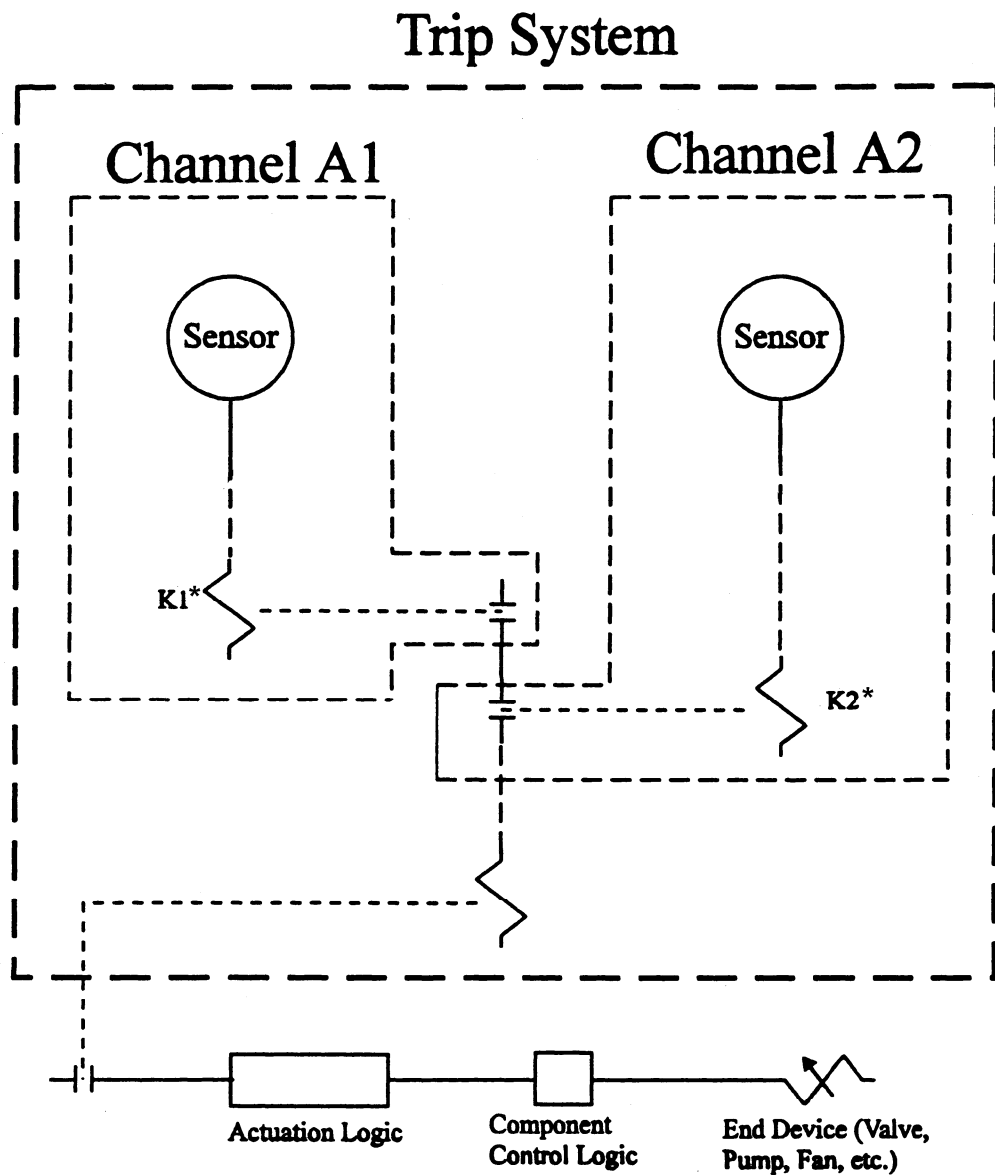 Trip System
Channel A1
Channel A2
Sensor
Sensor
K1*
K2*
Actuation Logic
Component
Control Logic
End Device (Valve,
Pump, Fan, etc.)